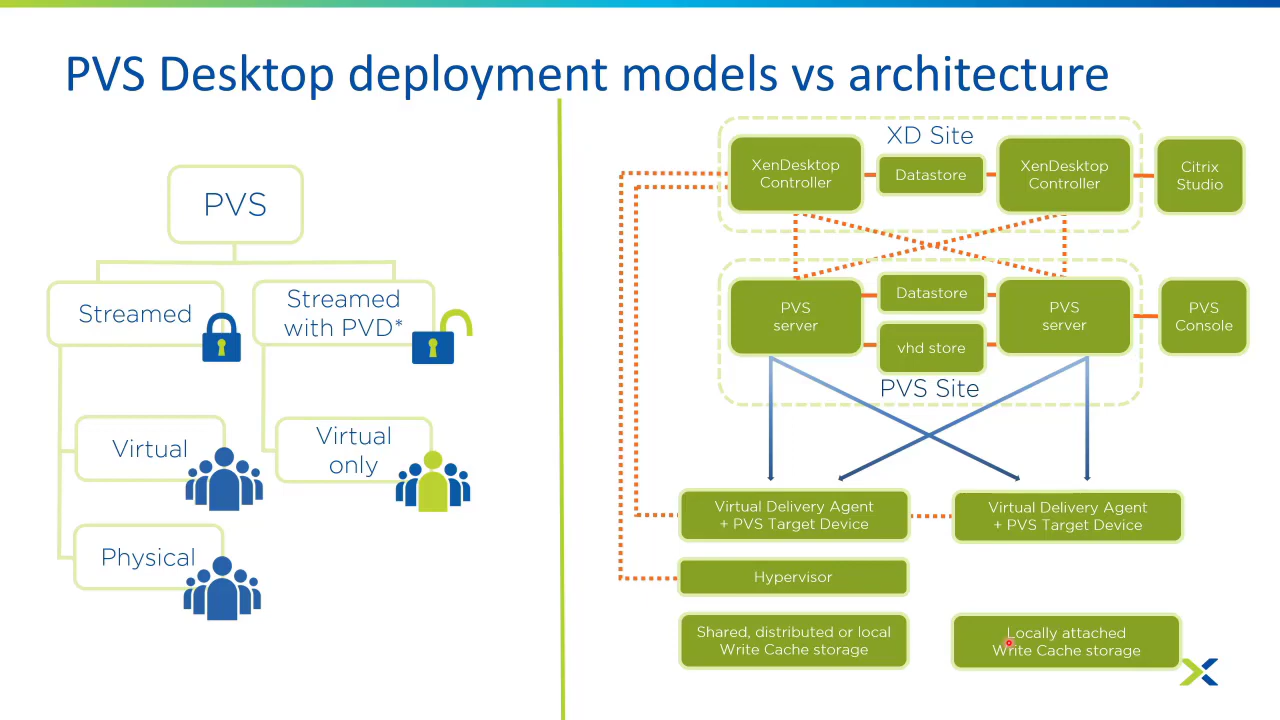 PVS Desktop deployment models vs architecture
PVS
Streamed
Streamed
with PVD*
Virtual
Virtual
only
Physical
XD Site
XenDesktop
Controller
Datastore
XenDesktop
Controller
Citrix
Studio
PVS
server
Datastore
vhd store
PVS
server
PVS
Console
PVS Site
Virtual Delivery Agent
+ PVS Target Device
Virtual Delivery Agent
+ PVS Target Device
Hypervisor
Shared, distributed or local
Write Cache storage
Locally attached
Write Cache storage